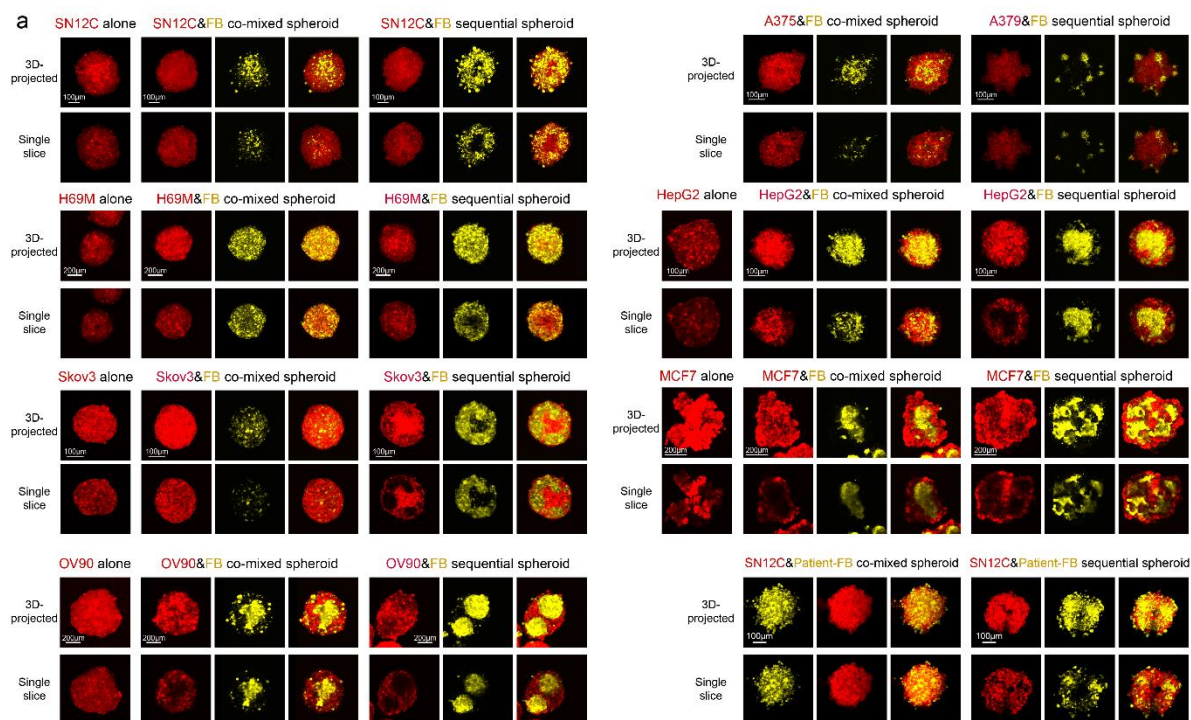 a
SN12C alone SN12C&FB co-mixed spheroid SN12C&FB sequential spheroid
3D-
projected
100µm 100µm 100µm
Single
slice
H69M alone H69M&FB co-mixed spheroid H69M&FB sequential spheroid
3D-
projected
200µm 200µm 200µm
Single
slice
Skov3 alone Skov3&FB co-mixed spheroid Skov3&FB sequential spheroid
3D-
projected
100µm 100µm 100µm
Single
slice
OV90 alone OV90&FB co-mixed spheroid OV90&FB sequential spheroid
3D-
projected
200µm 200µm 200µm
Single
slice
A375&FB co-mixed spheroid A379&FB sequential spheroid
3D-
projected
100µm 100µm
Single
slice
HepG2 alone HepG2&FB co-mixed spheroid HepG2&FB sequential spheroid
3D-
projected
100µm 100µm 100µm
Single
slice
MCF7 alone MCF7&FB co-mixed spheroid MCF7&FB sequential spheroid
3D-
projected
200µm 200µm 200µm
Single
slice
SN12C&Patient-FB co-mixed spheroid SN12C&Patient-FB sequential spheroid
3D-
projected
100µm 100µm
Single
slice